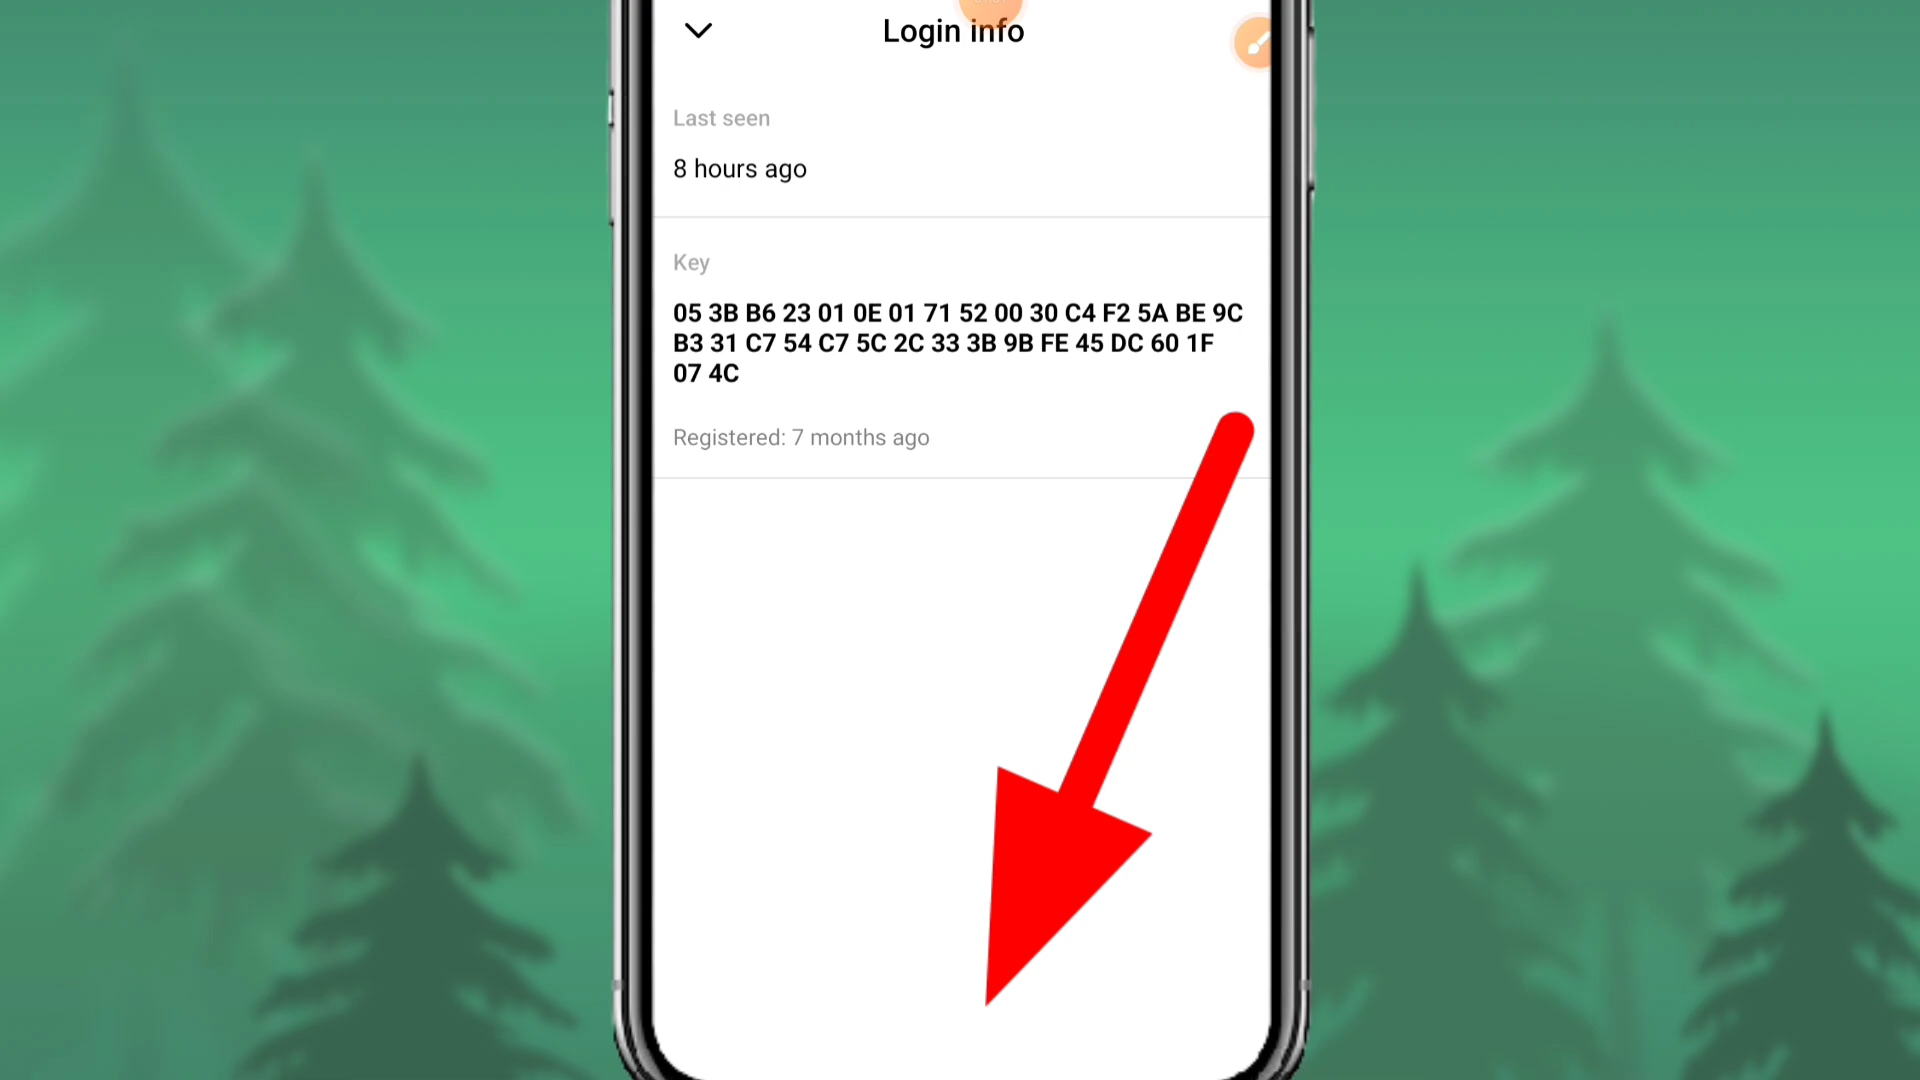 Login info
Last seen
8 hours ago
Key
05 3B B6 23 01 0E 01 71 52 00 30 C4 F2 5A BE 9C
B3 31 C7 54 C7 5C 2C 33 3B 9B FE 45 DC 60 1F
07 4C
Registered: 7 months ago